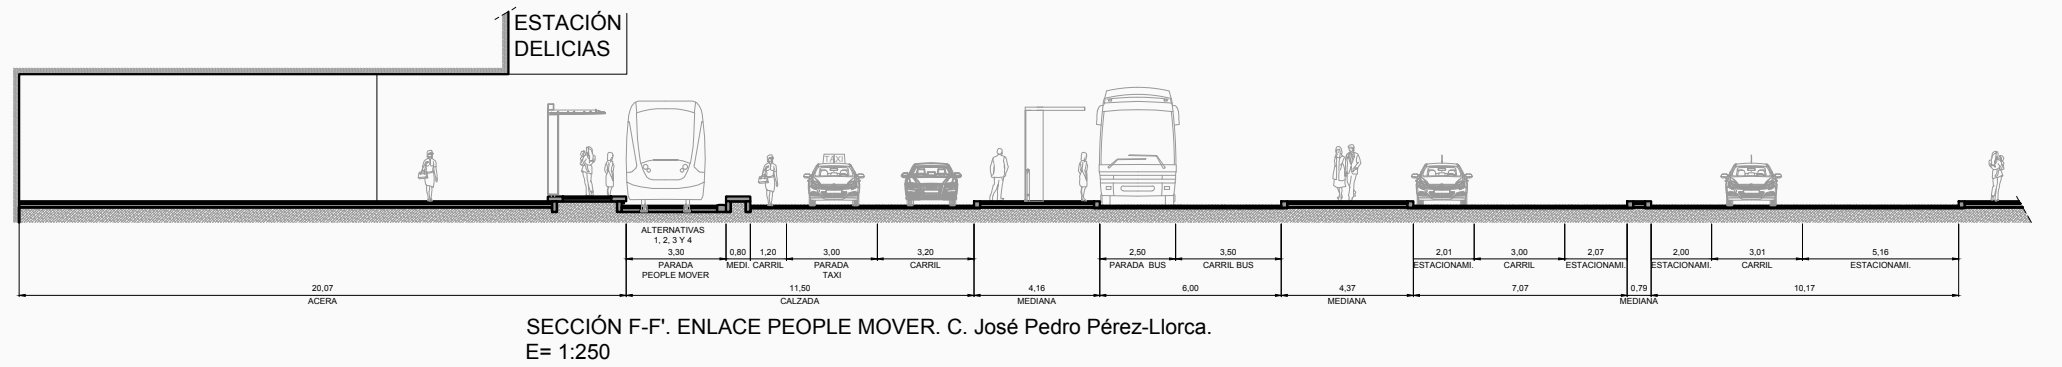 ESTACIÓN
DELICIAS
TAXI
ALTERNATIVAS
1, 2, 3 Y 4
3,30 0,80 1,20 3,00 3,20 2,50 3,50 2,01 3,00 2,07 2,00 3,01 5,16
PARADA MEDI. CARRIL PARADA CARRIL PARADA BUS CARRIL BUS ESTACIONAMI. CARRIL ESTACIONAMI. ESTACIONAMI. CARRIL ESTACIONAMI.
PEOPLE MOVER TAXI
20,07 11,50 4,16 6,00 4,37 7,07 0,79 10,17
ACERA CALZADA MEDIANA MEDIANA MEDIANA
SECCIÓN F-F'. ENLACE PEOPLE MOVER. C. José Pedro Pérez-Llorca.
E= 1:250